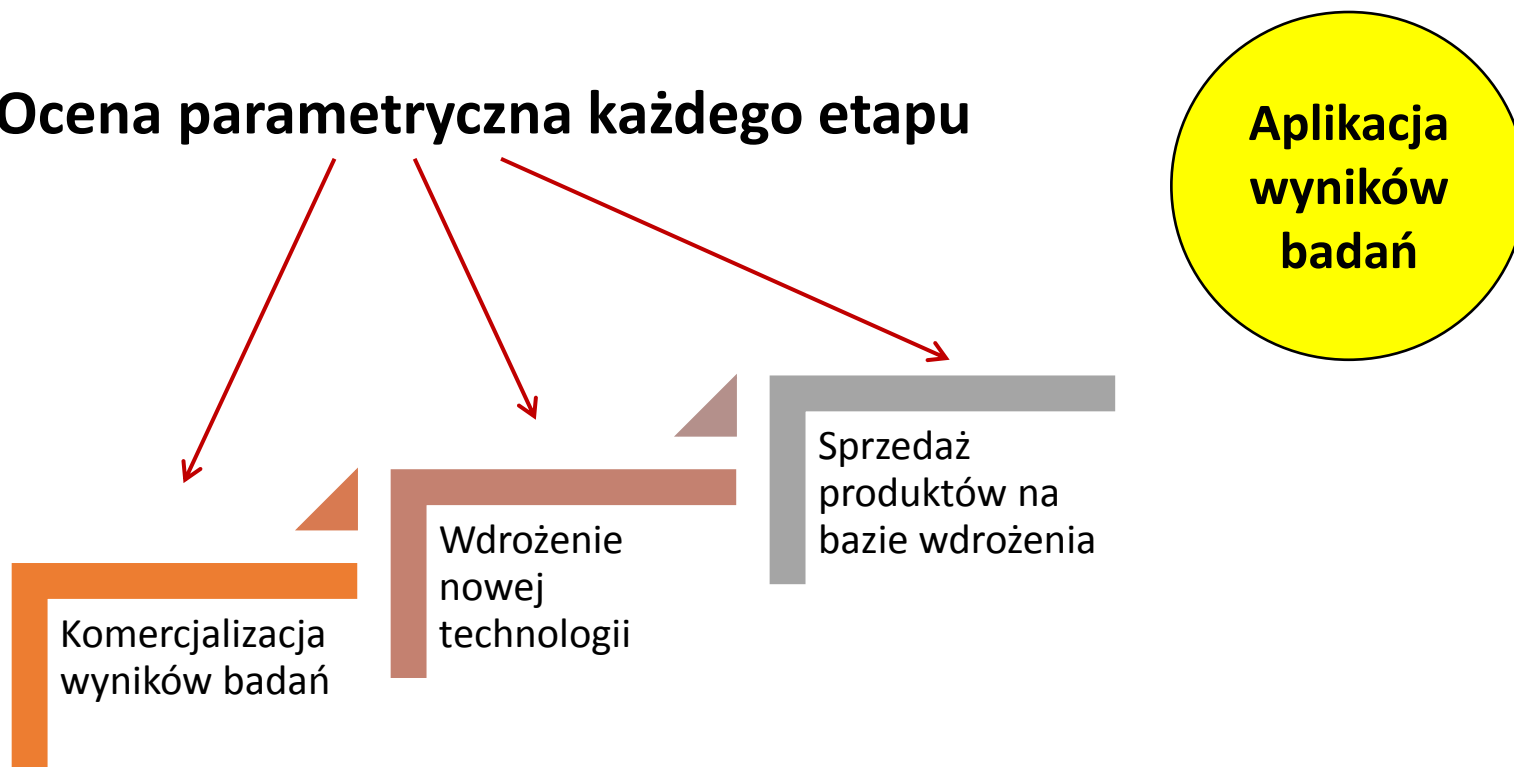 Ocena parametryczna każdego etapu
Aplikacja
wyników
badań
Komercjalizacja
wyników badań
Wdrożenie
nowej
technologii
Sprzedaż
produktów na
bazie wdrożenia